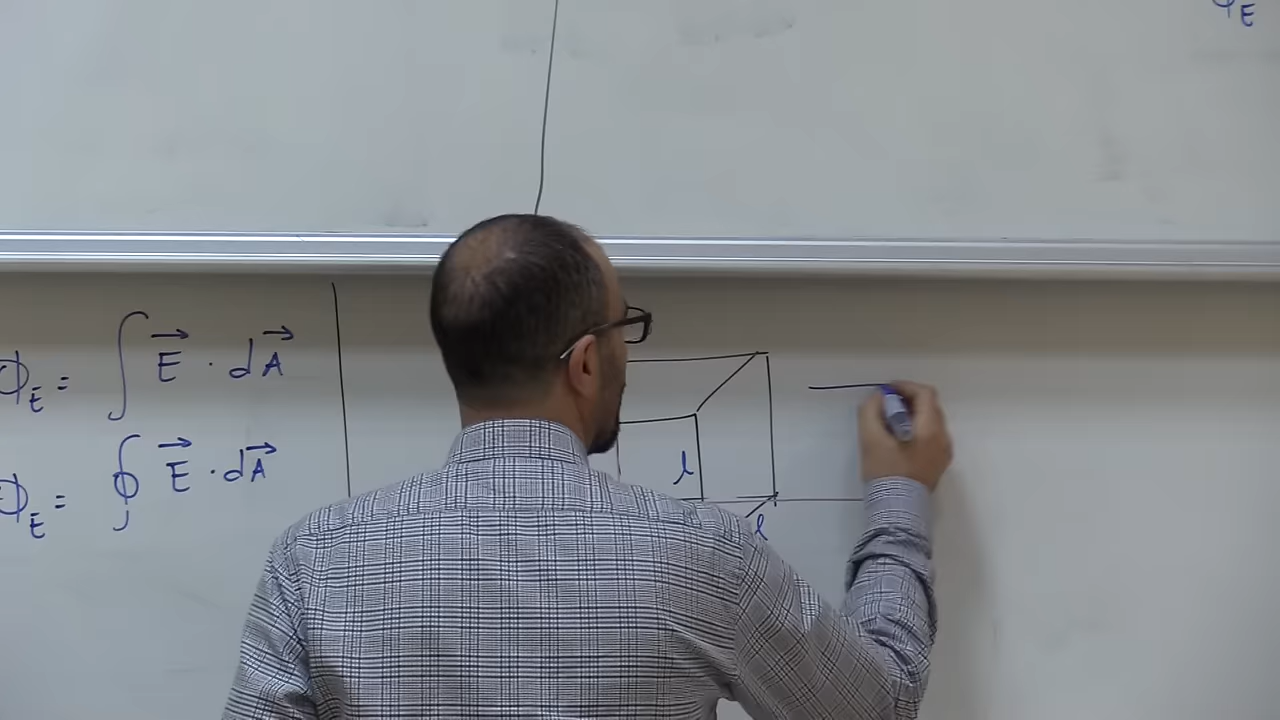 Φ_E
Φ_E = ∫ E⃗ · dA⃗
Φ_E = ∮ E⃗ · dA⃗
l
l